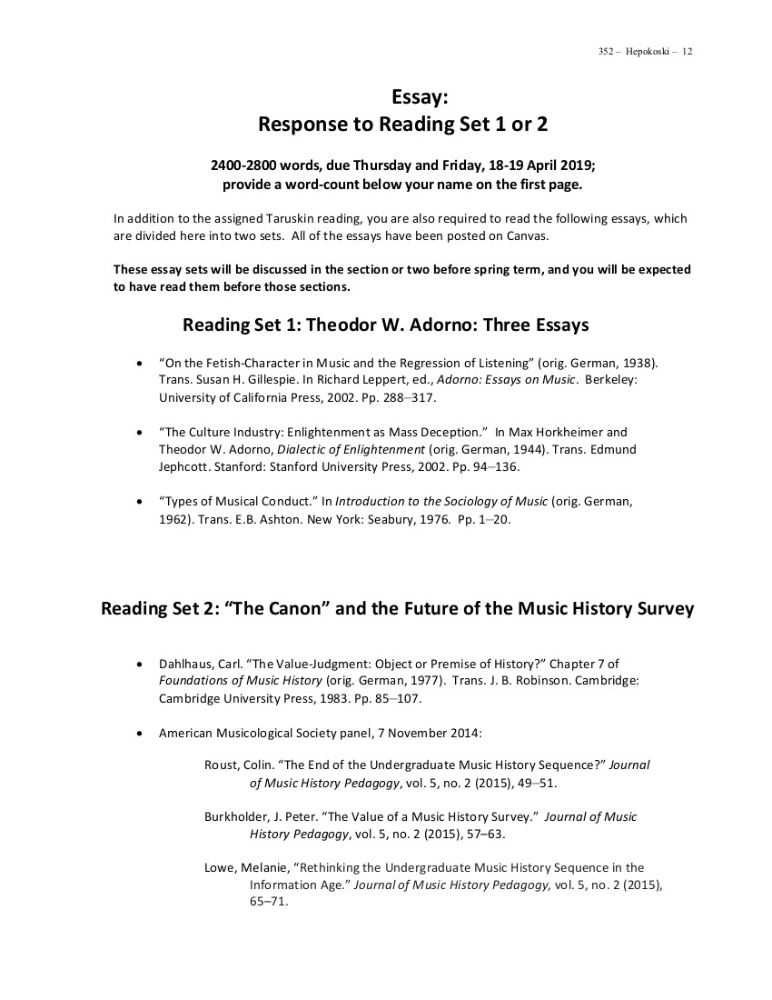 352 – Hepokoski – 12
Essay:
Response to Reading Set 1 or 2
2400-2800 words, due Thursday and Friday, 18-19 April 2019;
provide a word-count below your name on the first page.
In addition to the assigned Taruskin reading, you are also required to read the following essays, which
are divided here into two sets.  All of the essays have been posted on Canvas.
These essay sets will be discussed in the section or two before spring term, and you will be expected
to have read them before those sections.
Reading Set 1: Theodor W. Adorno: Three Essays
• “On the Fetish-Character in Music and the Regression of Listening” (orig. German, 1938).
Trans. Susan H. Gillespie. In Richard Leppert, ed., Adorno: Essays on Music.  Berkeley:
University of California Press, 2002. Pp. 288–317.
• “The Culture Industry: Enlightenment as Mass Deception.”  In Max Horkheimer and
Theodor W. Adorno, Dialectic of Enlightenment (orig. German, 1944). Trans. Edmund
Jephcott. Stanford: Stanford University Press, 2002. Pp. 94–136.
• “Types of Musical Conduct.” In Introduction to the Sociology of Music (orig. German,
1962). Trans. E.B. Ashton. New York: Seabury, 1976.  Pp. 1–20.
Reading Set 2: “The Canon” and the Future of the Music History Survey
• Dahlhaus, Carl. “The Value-Judgment: Object or Premise of History?” Chapter 7 of
Foundations of Music History (orig. German, 1977).  Trans. J. B. Robinson. Cambridge:
Cambridge University Press, 1983. Pp. 85–107.
• American Musicological Society panel, 7 November 2014:
Roust, Colin. “The End of the Undergraduate Music History Sequence?” Journal
of Music History Pedagogy, vol. 5, no. 2 (2015), 49–51.
Burkholder, J. Peter. “The Value of a Music History Survey.”  Journal of Music
History Pedagogy, vol. 5, no. 2 (2015), 57–63.
Lowe, Melanie, “Rethinking the Undergraduate Music History Sequence in the
Information Age.” Journal of Music History Pedagogy, vol. 5, no. 2 (2015),
65–71.